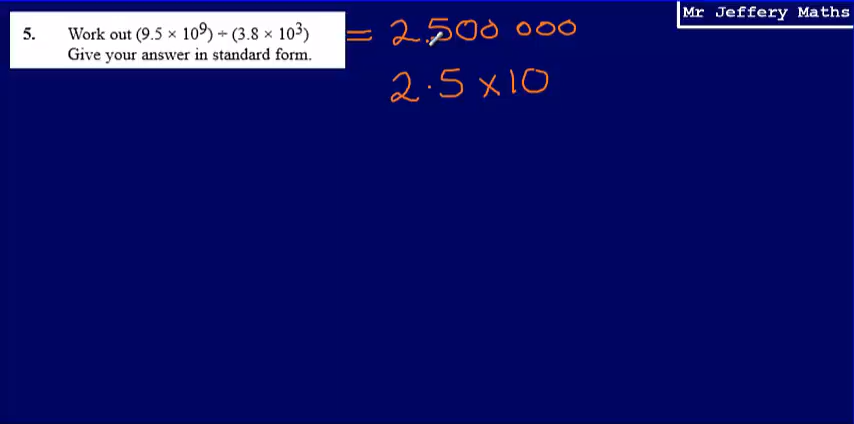 Mr Jeffery Maths
5. Work out (9.5 × 10⁹) ÷ (3.8 × 10³)
Give your answer in standard form.
= 2.500 000
2.5 × 10